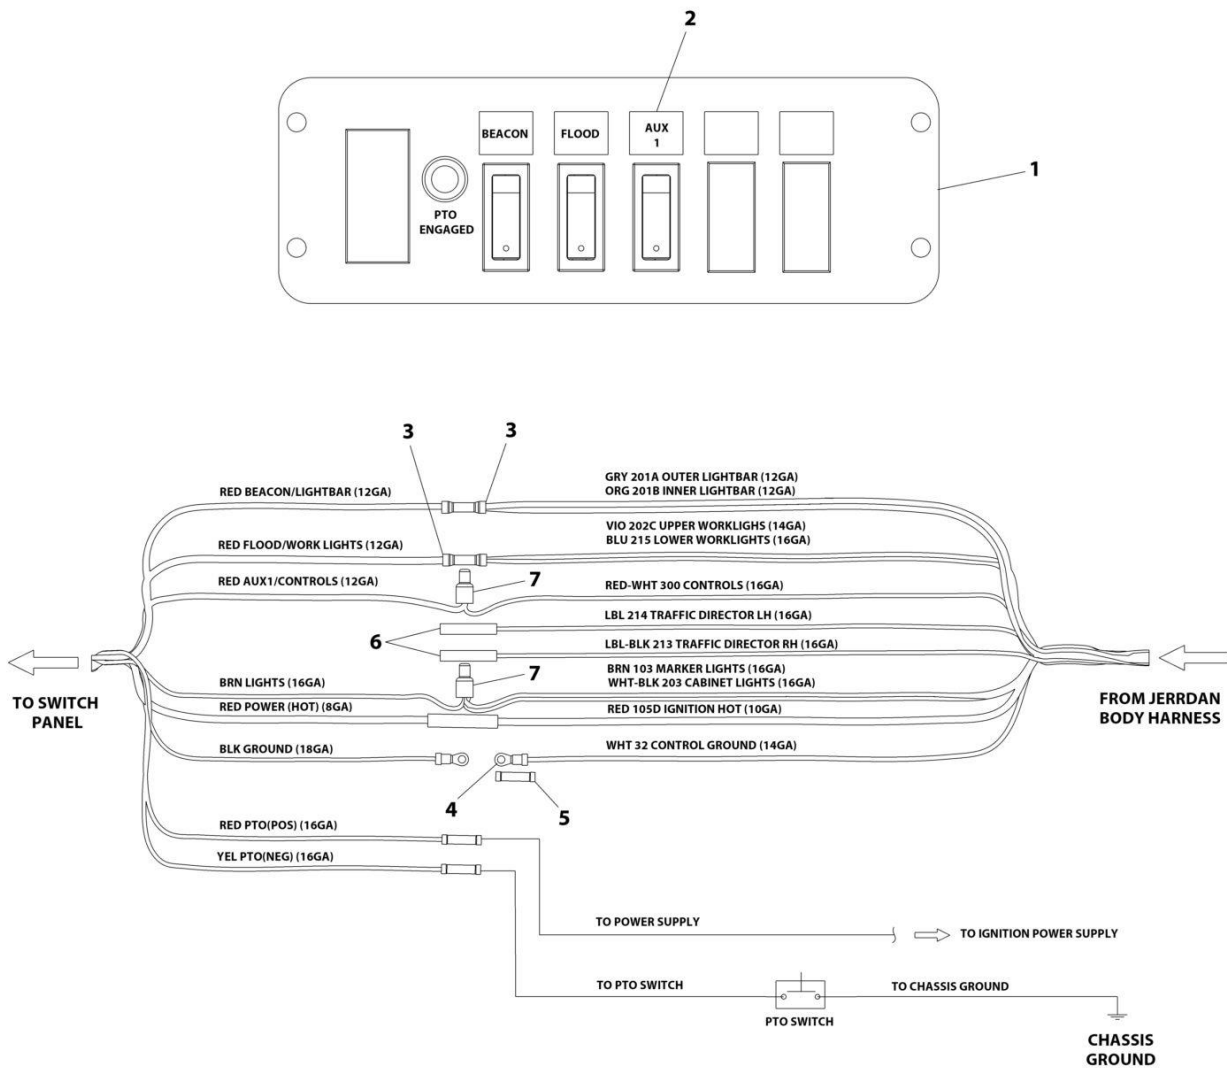 2
BEACON
FLOOD
AUX
1
1
PTO
ENGAGED
3
3
RED BEACON/LIGHTBAR (12GA)
GRY 201A OUTER LIGHTBAR (12GA)
ORG 201B INNER LIGHTBAR (12GA)
3
RED FLOOD/WORK LIGHTS (12GA)
VIO 202C UPPER WORKLIGHS (14GA)
BLU 215 LOWER WORKLIGHTS (16GA)
RED AUX1/CONTROLS (12GA)
7
RED-WHT 300 CONTROLS (16GA)
LBL 214 TRAFFIC DIRECTOR LH (16GA)
6
LBL-BLK 213 TRAFFIC DIRECTOR RH (16GA)
BRN LIGHTS (16GA)
7
BRN 103 MARKER LIGHTS (16GA)
WHT-BLK 203 CABINET LIGHTS (16GA)
TO SWITCH
PANEL
FROM JERRDAN
BODY HARNESS
RED POWER (HOT) (8GA)
RED 105D IGNITION HOT (10GA)
BLK GROUND (18GA)
WHT 32 CONTROL GROUND (14GA)
4
5
RED PTO(POS) (16GA)
YEL PTO(NEG) (16GA)
TO POWER SUPPLY
TO IGNITION POWER SUPPLY
TO PTO SWITCH
TO CHASSIS GROUND
PTO SWITCH
CHASSIS
GROUND